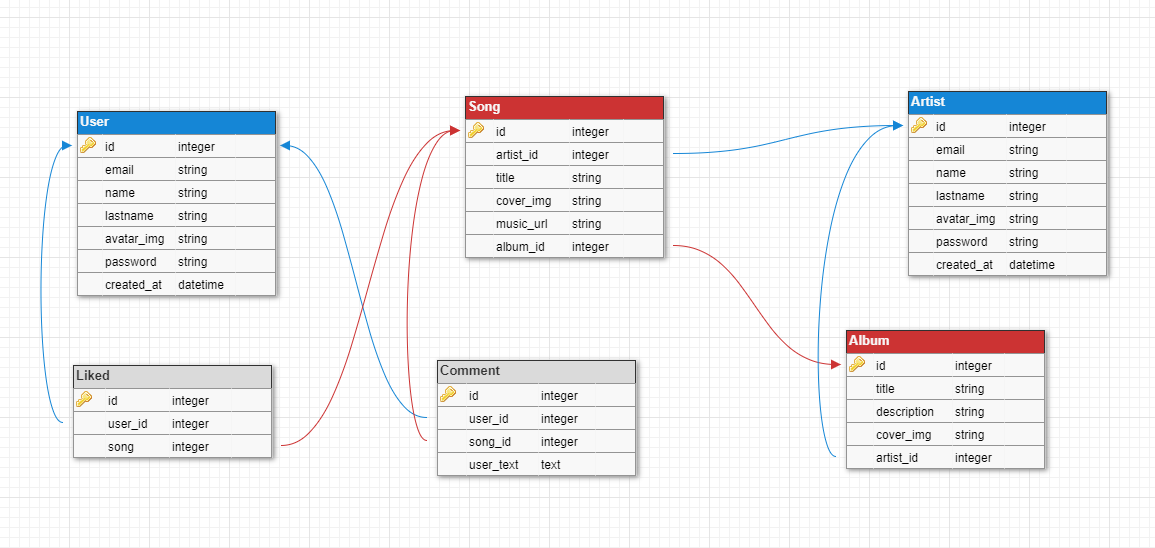 User
id integer
email string
name string
lastname string
avatar_img string
password string
created_at datetime
Song
id integer
artist_id integer
title string
cover_img string
music_url string
album_id integer
Artist
id integer
email string
name string
lastname string
avatar_img string
password string
created_at datetime
Liked
id integer
user_id integer
song integer
Comment
id integer
user_id integer
song_id integer
user_text text
Album
id integer
title string
description string
cover_img string
artist_id integer